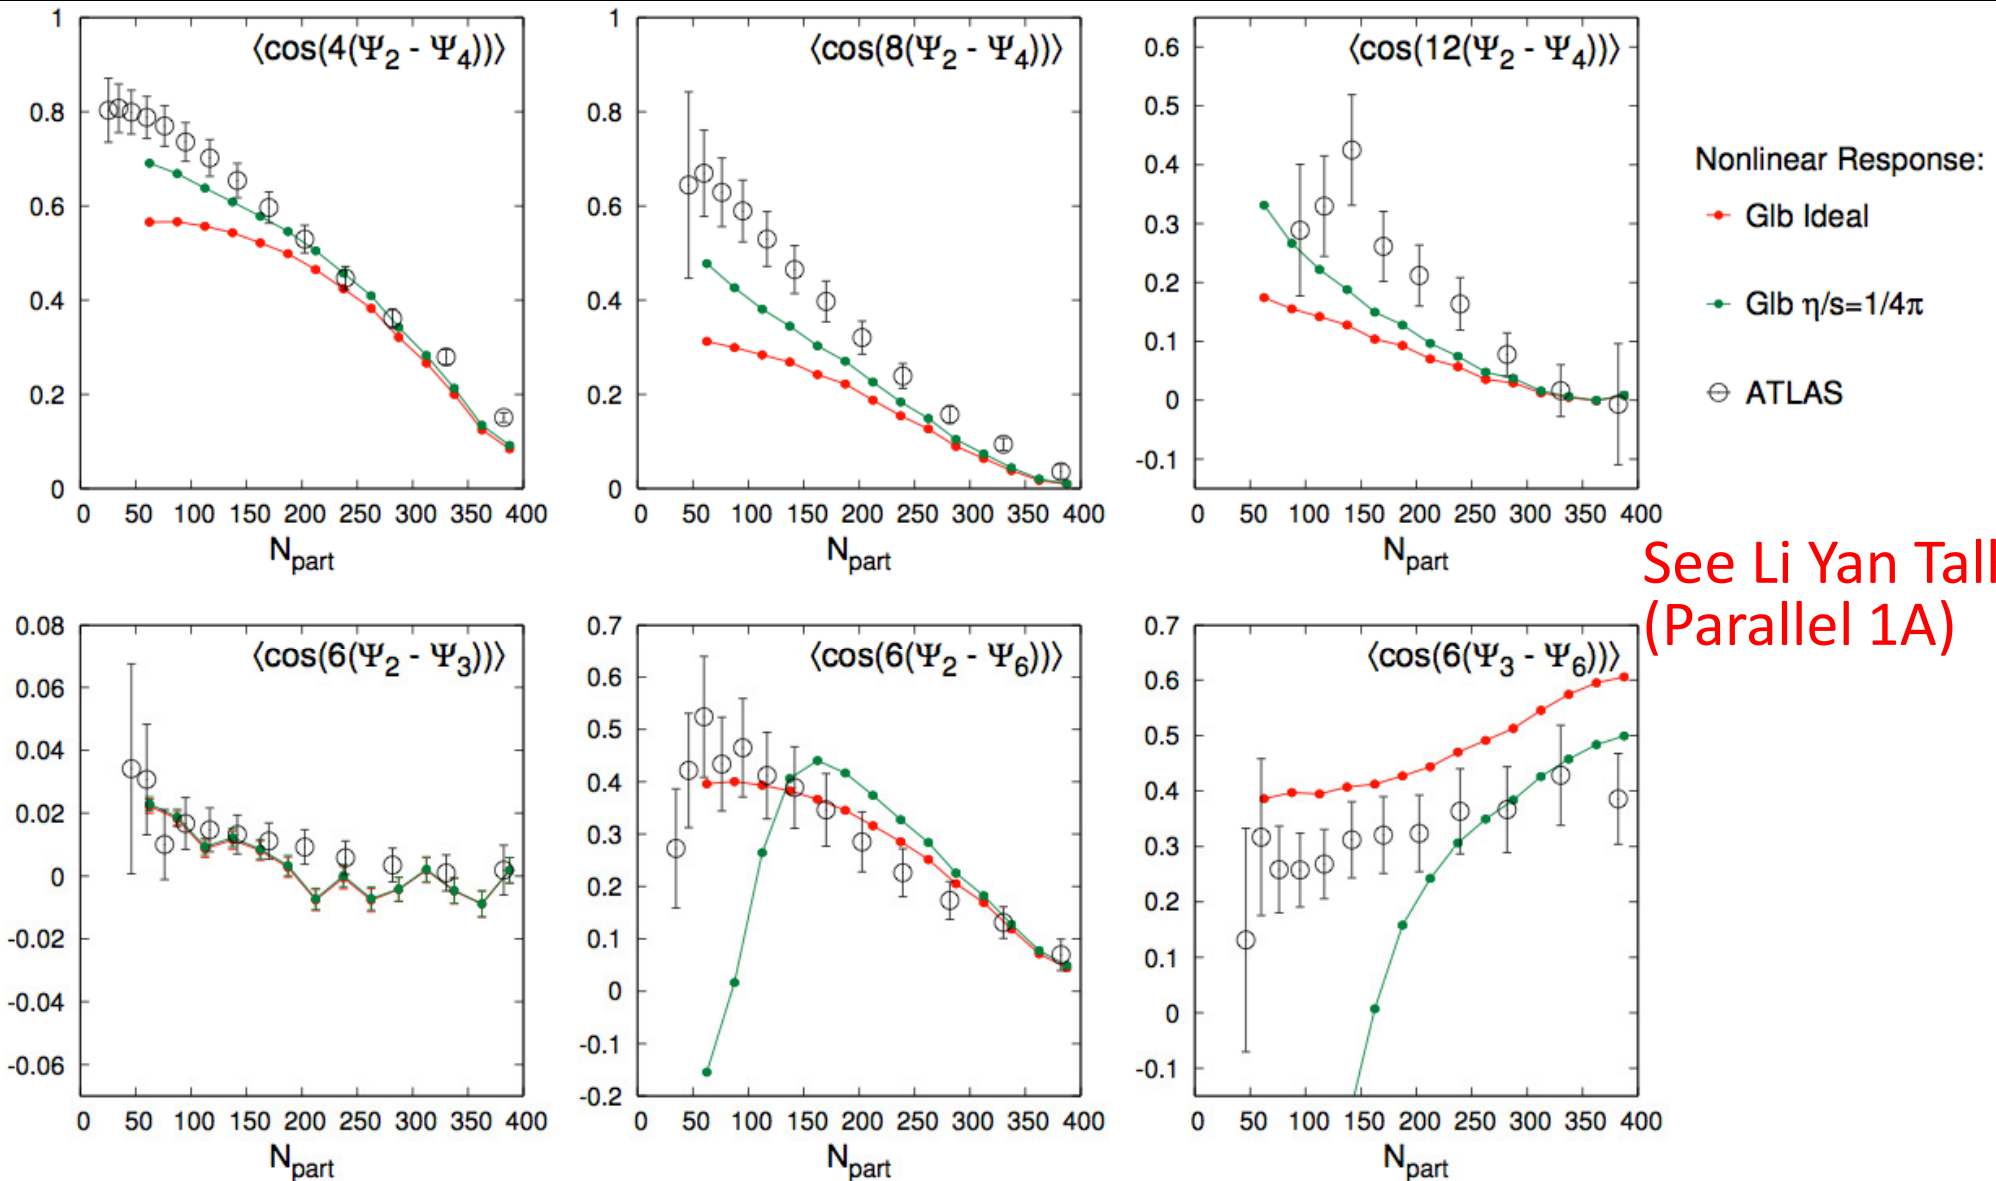 ⟨cos(4(Ψ2 - Ψ4))⟩
1
0.8
0.6
0.4
0.2
0
0 50 100 150 200 250 300 350 400
Npart
⟨cos(8(Ψ2 - Ψ4))⟩
1
0.8
0.6
0.4
0.2
0
0 50 100 150 200 250 300 350 400
Npart
⟨cos(12(Ψ2 - Ψ4))⟩
0.6
0.5
0.4
0.3
0.2
0.1
0
-0.1
0 50 100 150 200 250 300 350 400
Npart
Nonlinear Response:
Glb Ideal
Glb η/s=1/4π
ATLAS
See Li Yan Tall
(Parallel 1A)
⟨cos(6(Ψ2 - Ψ3))⟩
0.08
0.06
0.04
0.02
0
-0.02
-0.04
-0.06
0 50 100 150 200 250 300 350 400
Npart
⟨cos(6(Ψ2 - Ψ6))⟩
0.7
0.6
0.5
0.4
0.3
0.2
0.1
0
-0.1
-0.2
0 50 100 150 200 250 300 350 400
Npart
⟨cos(6(Ψ3 - Ψ6))⟩
0.7
0.6
0.5
0.4
0.3
0.2
0.1
0
-0.1
0 50 100 150 200 250 300 350 400
Npart